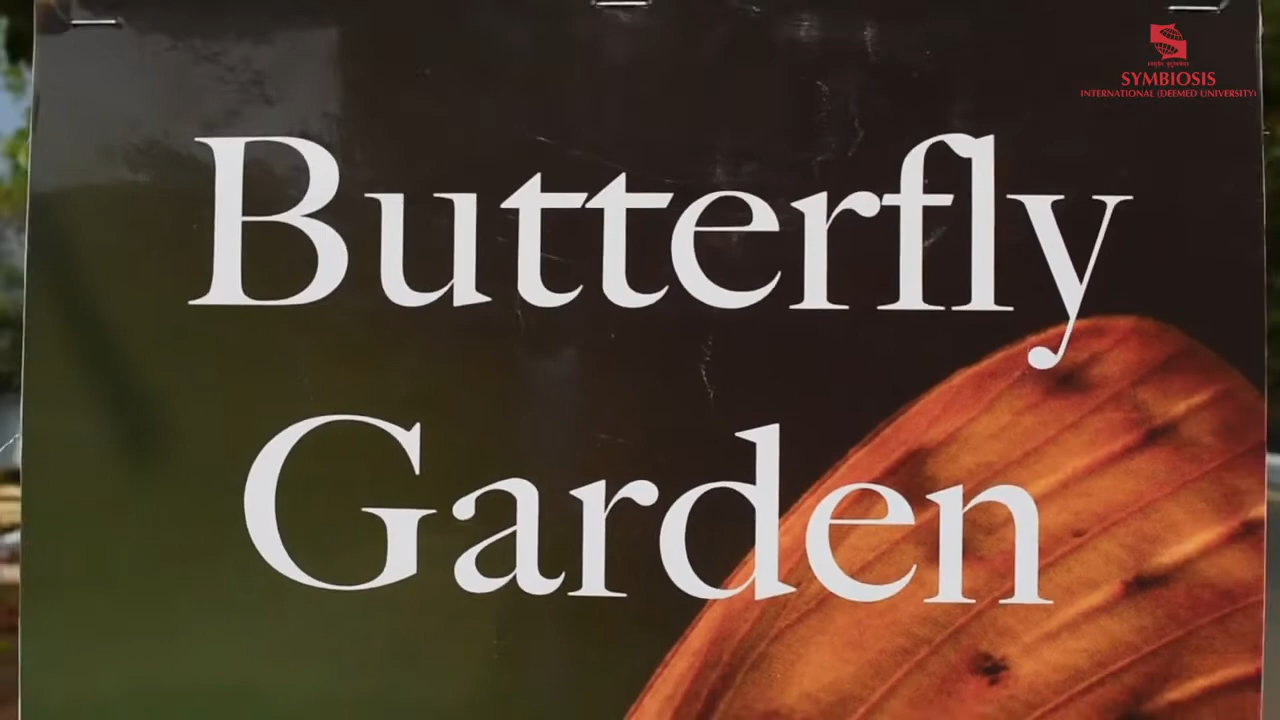 SYMBIOSIS
INTERNATIONAL (DEEMED UNIVERSITY)
Butterfly
Garden